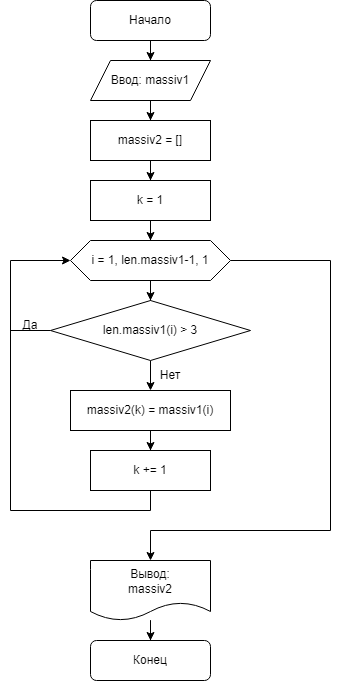 Начало
Ввод: massiv1
massiv2 = []
k = 1
i = 1, len.massiv1-1, 1
len.massiv1(i) > 3
Да
Нет
massiv2(k) = massiv1(i)
k += 1
Вывод:
massiv2
Конец